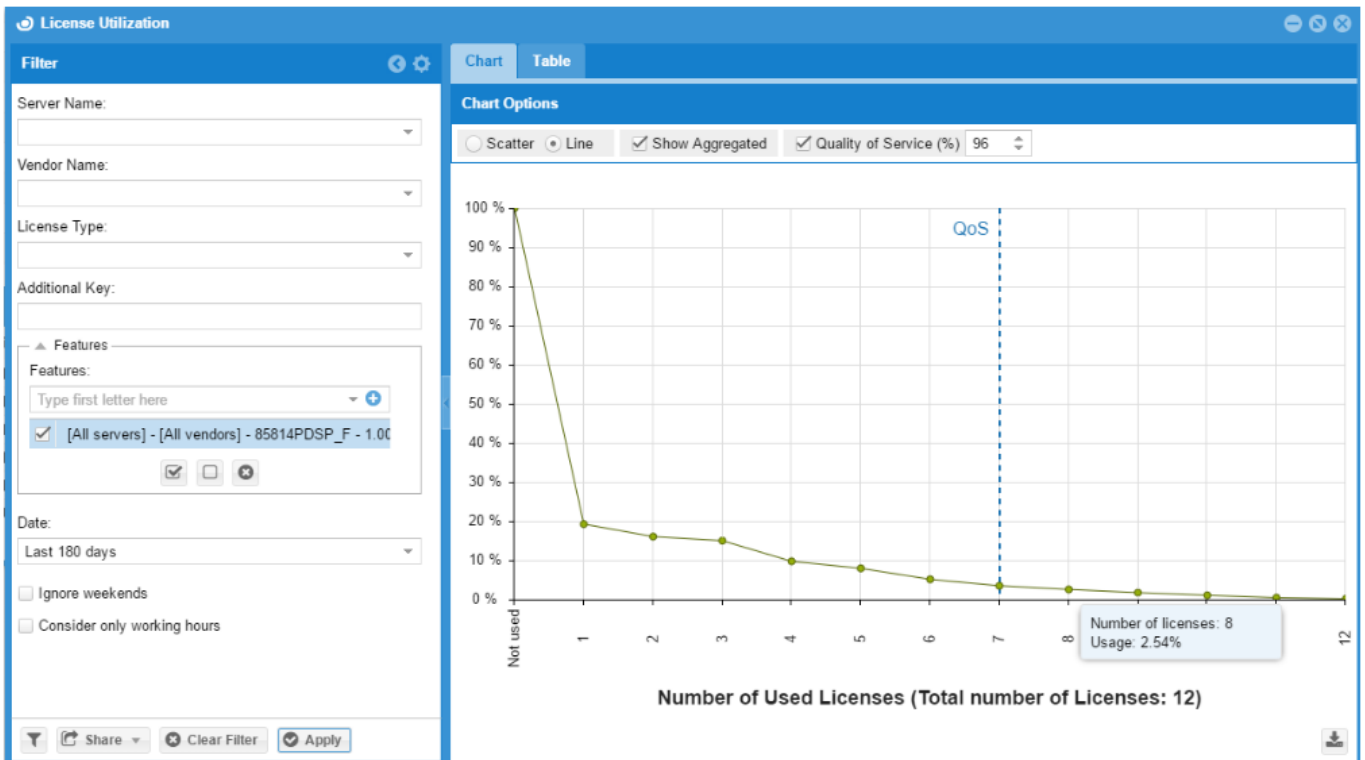 License Utilization
Filter
Server Name:
Vendor Name:
License Type:
Additional Key:
Features
Features:
Type first letter here
[All servers] - [All vendors] - 85814PDSP_F - 1.00
Date:
Last 180 days
Ignore weekends
Consider only working hours
Share
Clear Filter
Apply
Chart Table
Chart Options
Scatter Line Show Aggregated Quality of Service (%) 96
100 %
90 %
80 %
70 %
60 %
50 %
40 %
30 %
20 %
10 %
0 %
QoS
Not used 1 2 3 4 5 6 7 8 12
Number of licenses: 8
Usage: 2.54%
Number of Used Licenses (Total number of Licenses: 12)